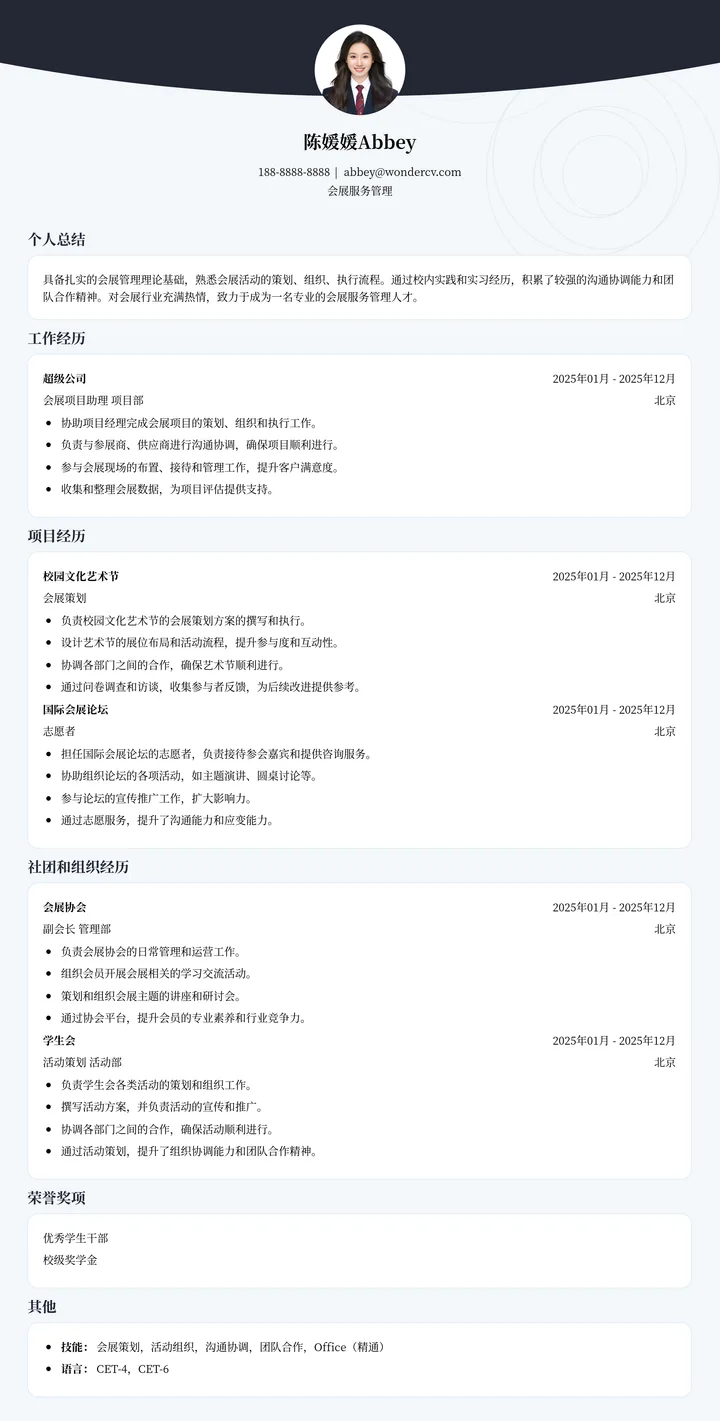 陈媛媛Abbey
188-8888-8888 | abbey@wondercv.com
会展服务管理
个人总结
具备扎实的会展管理理论基础，熟悉会展活动的策划、组织、执行流程。通过校内实践和实习经历，积累了较强的沟通协调能力和团
队合作精神。对会展行业充满热情，致力于成为一名专业的会展服务管理人才。
工作经历
超级公司 2025年01月 - 2025年12月
会展项目助理 项目部 北京
• 协助项目经理完成会展项目的策划、组织和执行工作。
• 负责与参展商、供应商进行沟通协调，确保项目顺利进行。
• 参与会展现场的布置、接待和管理工作，提升客户满意度。
• 收集和整理会展数据，为项目评估提供支持。
项目经历
校园文化艺术节 2025年01月 - 2025年12月
会展策划 北京
• 负责校园文化艺术节的会展策划方案的撰写和执行。
• 设计艺术节的展位布局和活动流程，提升参与度和互动性。
• 协调各部门之间的合作，确保艺术节顺利进行。
• 通过问卷调查和访谈，收集参与者反馈，为后续改进提供参考。
国际会展论坛 2025年01月 - 2025年12月
志愿者 北京
• 担任国际会展论坛的志愿者，负责接待参会嘉宾和提供咨询服务。
• 协助组织论坛的各项活动，如主题演讲、圆桌讨论等。
• 参与论坛的宣传推广工作，扩大影响力。
• 通过志愿服务，提升了沟通能力和应变能力。
社团和组织经历
会展协会 2025年01月 - 2025年12月
副会长 管理部 北京
• 负责会展协会的日常管理和运营工作。
• 组织会员开展会展相关的学习交流活动。
• 策划和组织会展主题的讲座和研讨会。
• 通过协会平台，提升会员的专业素养和行业竞争力。
学生会 2025年01月 - 2025年12月
活动策划 活动部 北京
• 负责学生会各类活动的策划和组织工作。
• 撰写活动方案，并负责活动的宣传和推广。
• 协调各部门之间的合作，确保活动顺利进行。
• 通过活动策划，提升了组织协调能力和团队合作精神。
荣誉奖项
优秀学生干部
校级奖学金
其他
• 技能： 会展策划，活动组织，沟通协调，团队合作，Office（精通）
• 语言： CET-4，CET-6